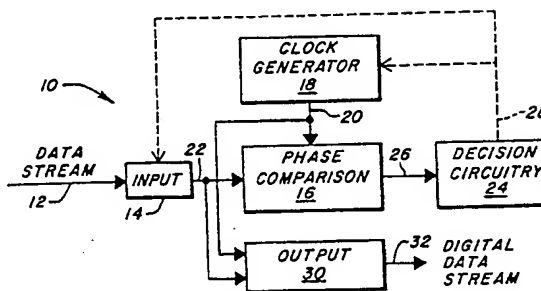 10
CLOCK
GENERATOR
18
20
DATA
STREAM
12
INPUT
14
22
PHASE
COMPARISON
16
26
DECISION
CIRCUITRY
24
OUTPUT
30
32
DIGITAL
DATA
STREAM